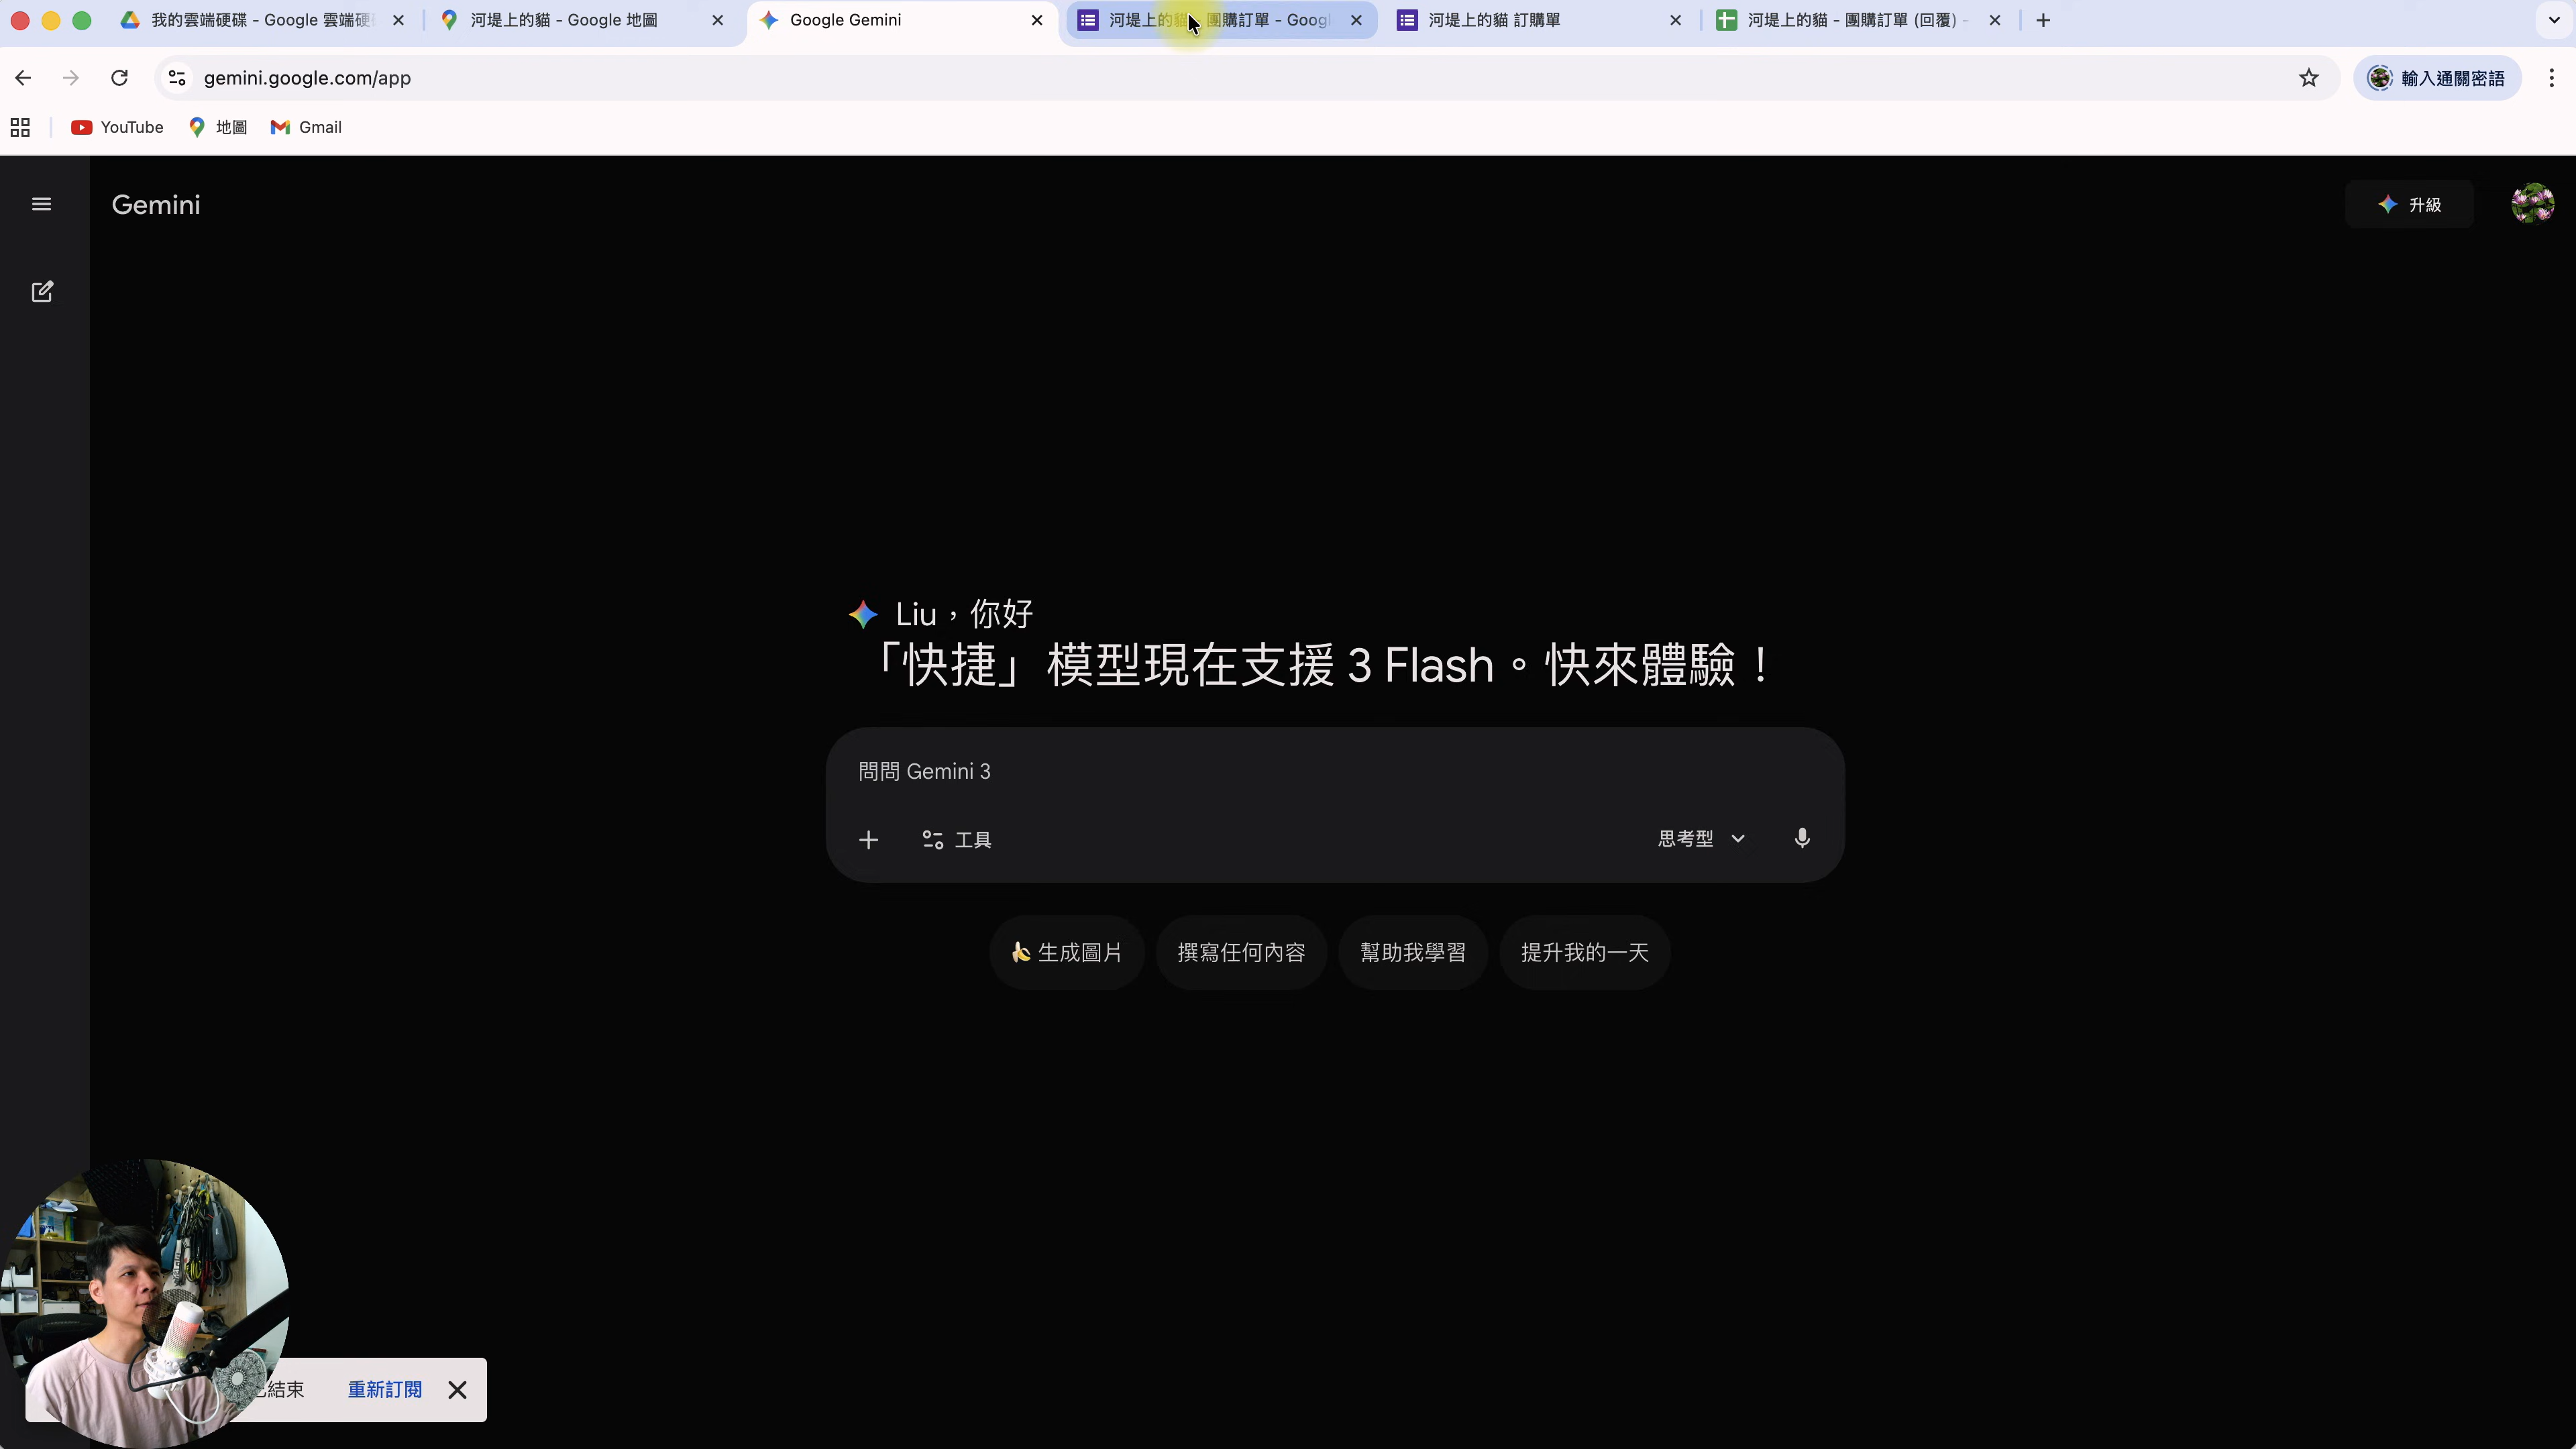 我的雲端硬碟 - Google 雲端硬
河堤上的貓 - Google 地圖
Google Gemini
河堤上的貓 - 團購訂單 - Goog
河堤上的貓 訂購單
河堤上的貓 - 團購訂單 (回覆) -
gemini.google.com/app
輸入通關密語
YouTube
地圖
Gmail
Gemini
升級
Liu，你好
「快捷」模型現在支援 3 Flash。快來體驗！
問問 Gemini 3
工具
思考型
生成圖片
撰寫任何內容
幫助我學習
提升我的一天
已結束
重新訂閱